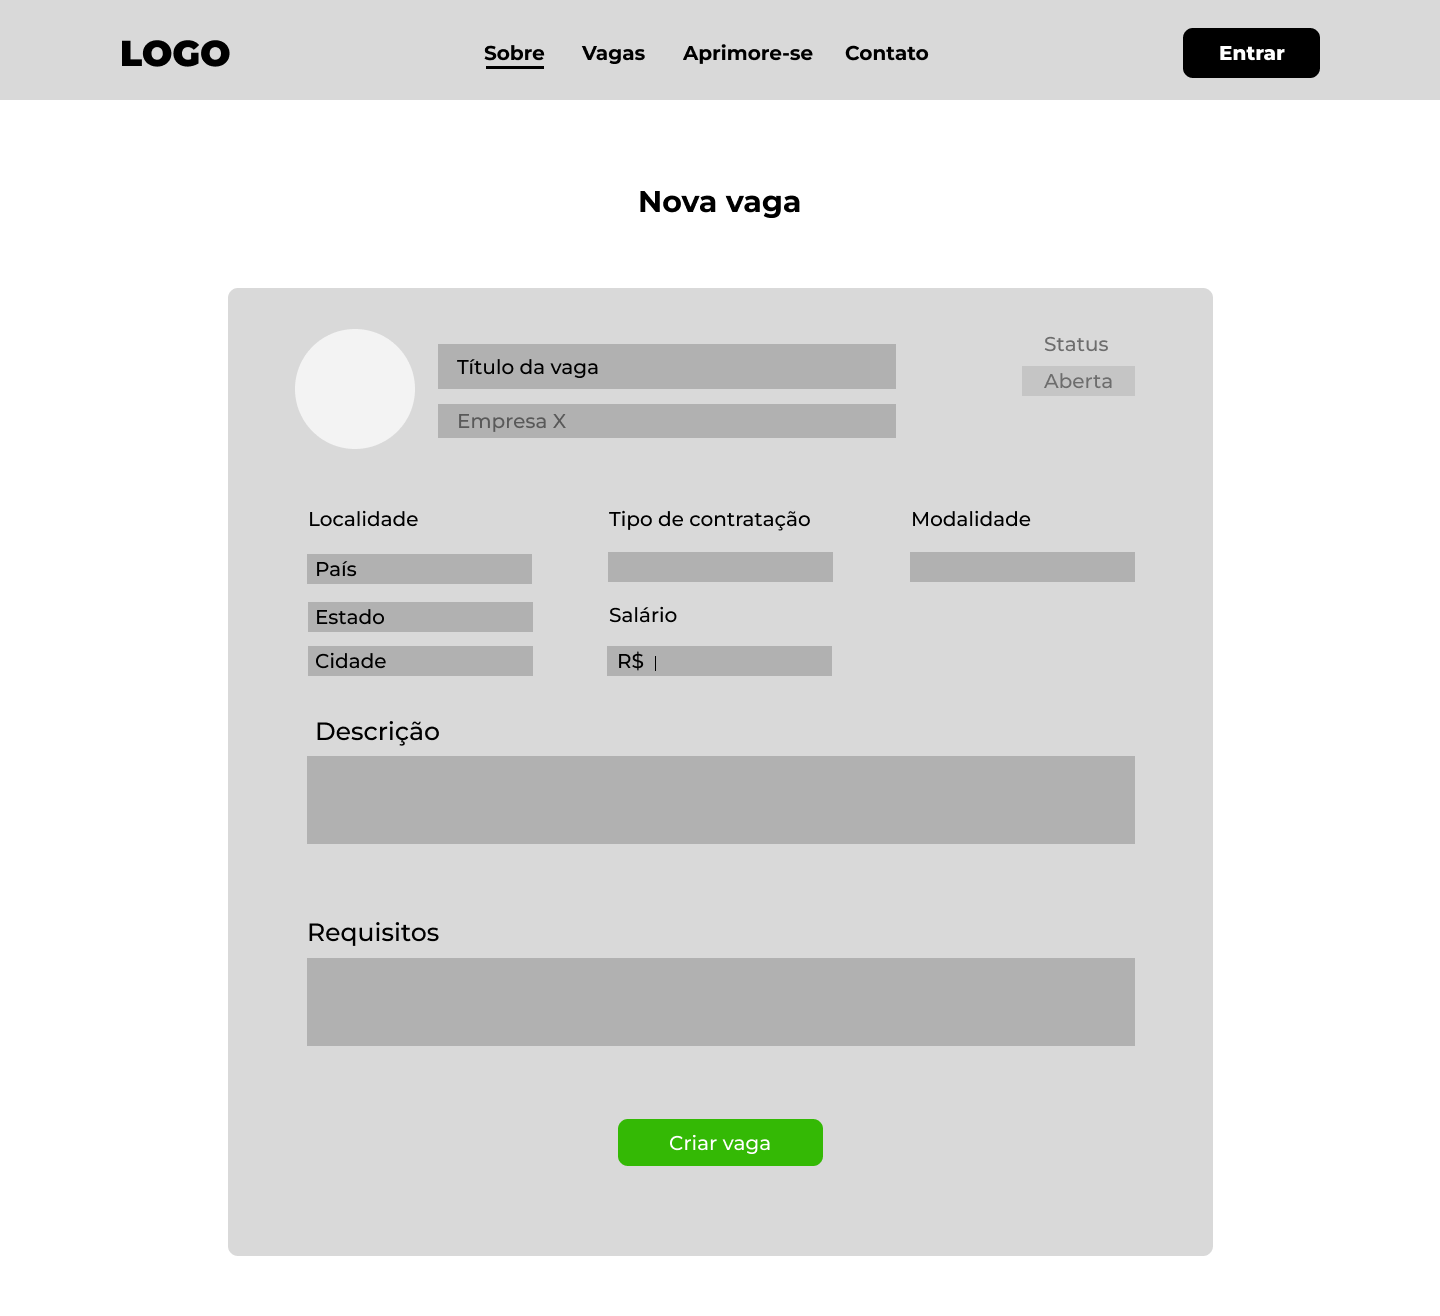 LOGO
Sobre
Vagas
Aprimore-se
Contato
Entrar
Nova vaga
Título da vaga
Empresa X
Status
Aberta
Localidade
País
Estado
Cidade
Tipo de contratação
Salário
R$ |
Modalidade
Descrição
Requisitos
Criar vaga